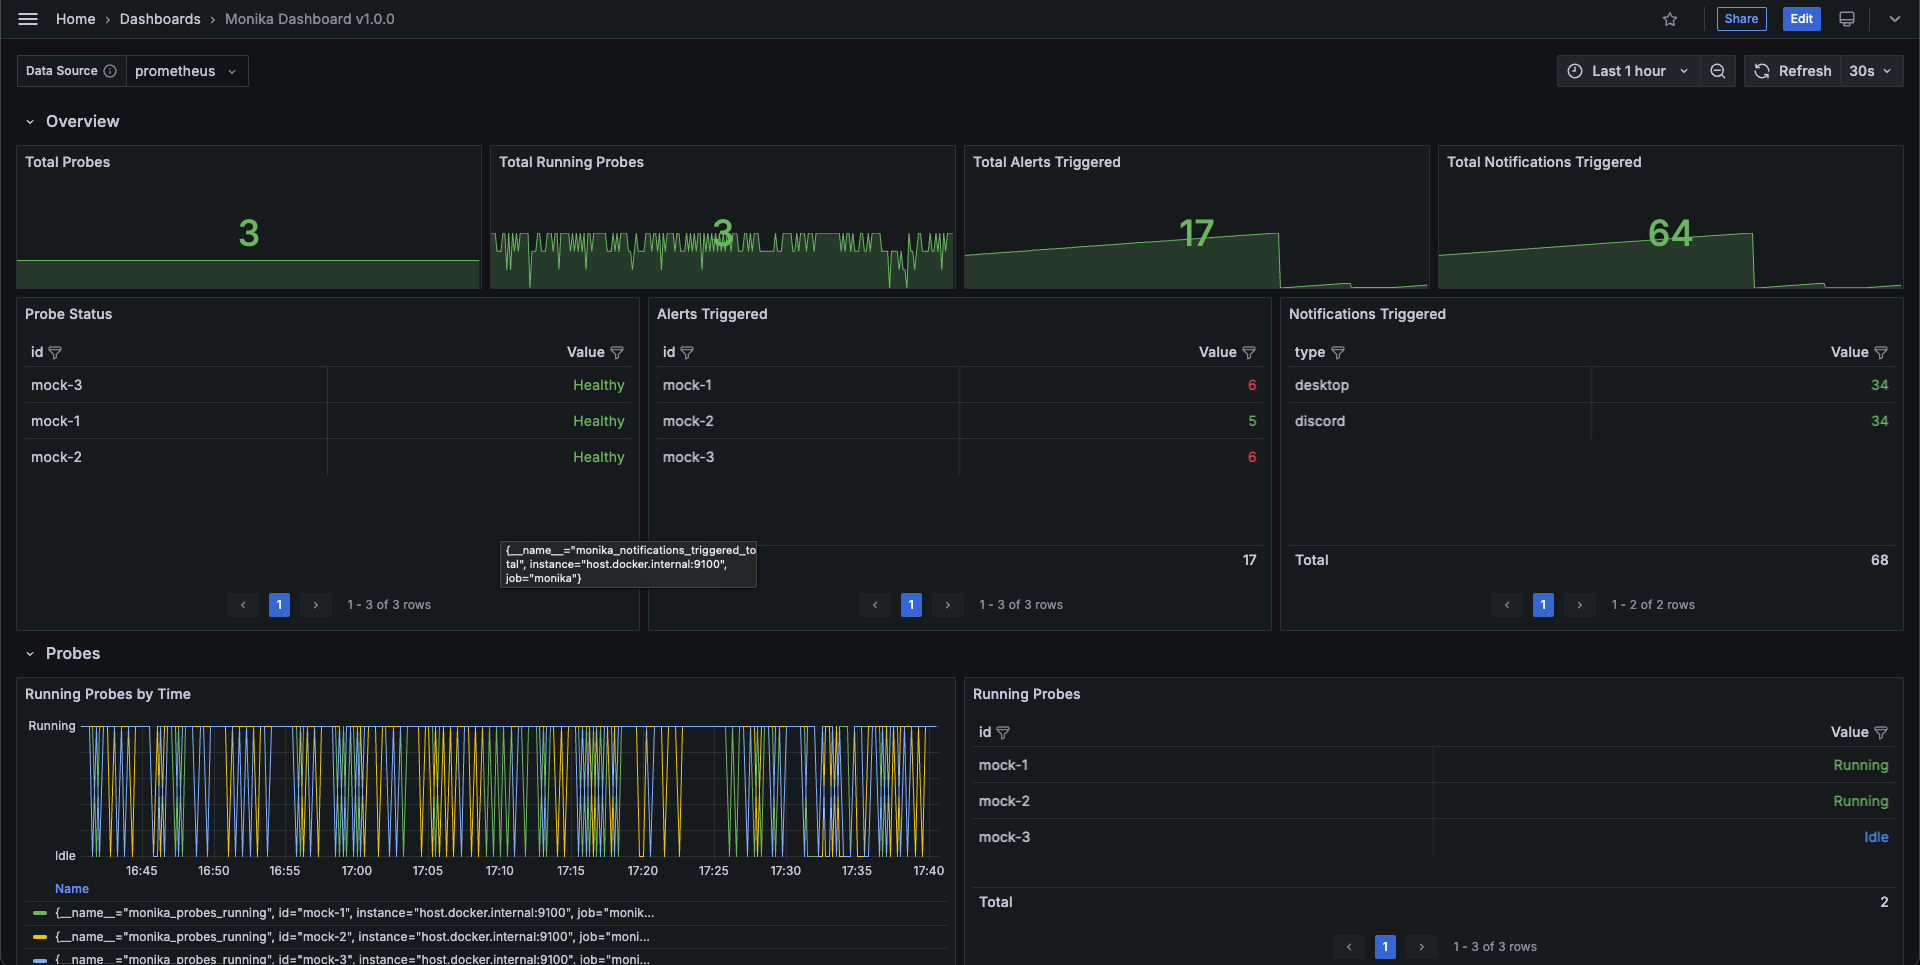 Home › Dashboards › Monika Dashboard v1.0.0
Share
Edit
Data Source
prometheus
Last 1 hour
Refresh
30s
Overview
Total Probes
3
Total Running Probes
3
Total Alerts Triggered
17
Total Notifications Triggered
64
Probe Status
id
Value
mock-3
Healthy
mock-1
Healthy
mock-2
Healthy
1
1 - 3 of 3 rows
Alerts Triggered
id
Value
mock-1
6
mock-2
5
mock-3
6
17
1
1 - 3 of 3 rows
{__name__="monika_notifications_triggered_to
tal", instance="host.docker.internal:9100",
job="monika"}
Notifications Triggered
type
Value
desktop
34
discord
34
Total
68
1
1 - 2 of 2 rows
Probes
Running Probes by Time
Running
Idle
16:45
16:50
16:55
17:00
17:05
17:10
17:15
17:20
17:25
17:30
17:35
17:40
Name
{__name__="monika_probes_running", id="mock-1", instance="host.docker.internal:9100", job="monik...
{__name__="monika_probes_running", id="mock-2", instance="host.docker.internal:9100", job="moni...
{__name__="monika_probes_running", id="mock-3", instance="host.docker.internal:9100", job="moni...
Running Probes
id
Value
mock-1
Running
mock-2
Running
mock-3
Idle
Total
2
1
1 - 3 of 3 rows